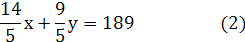 14/5 x + 9/5 y = 189 (2)